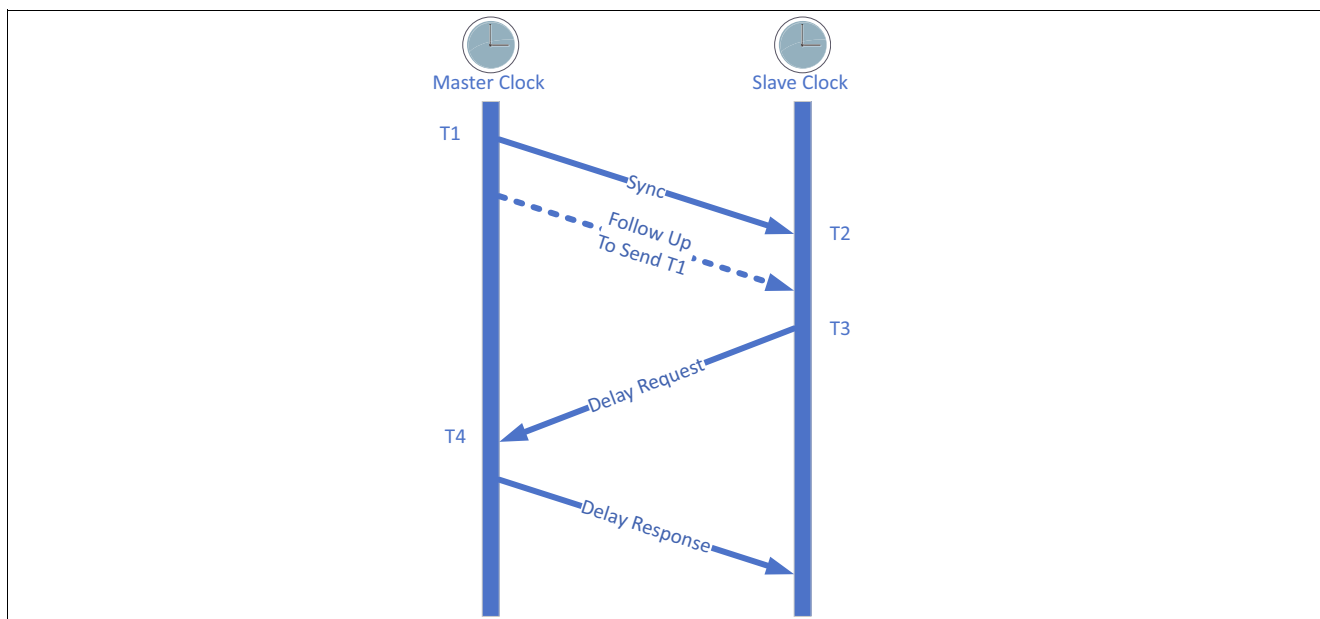 Master Clock
Slave Clock
T1
Sync
Follow Up
To Send T1
T2
T3
Delay Request
T4
Delay Response